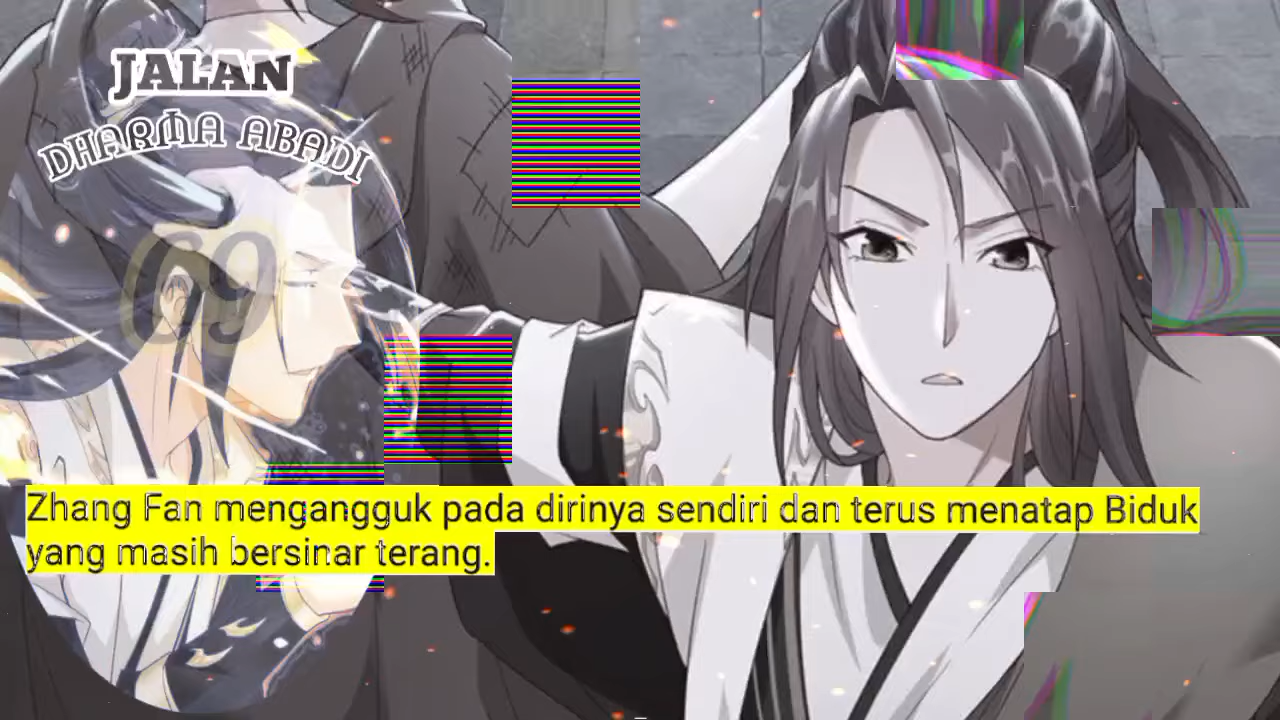 JALAN
DHARMA ABADI
69
Zhang Fan mengangguk pada dirinya sendiri dan terus menatap Biduk
yang masih bersinar terang.